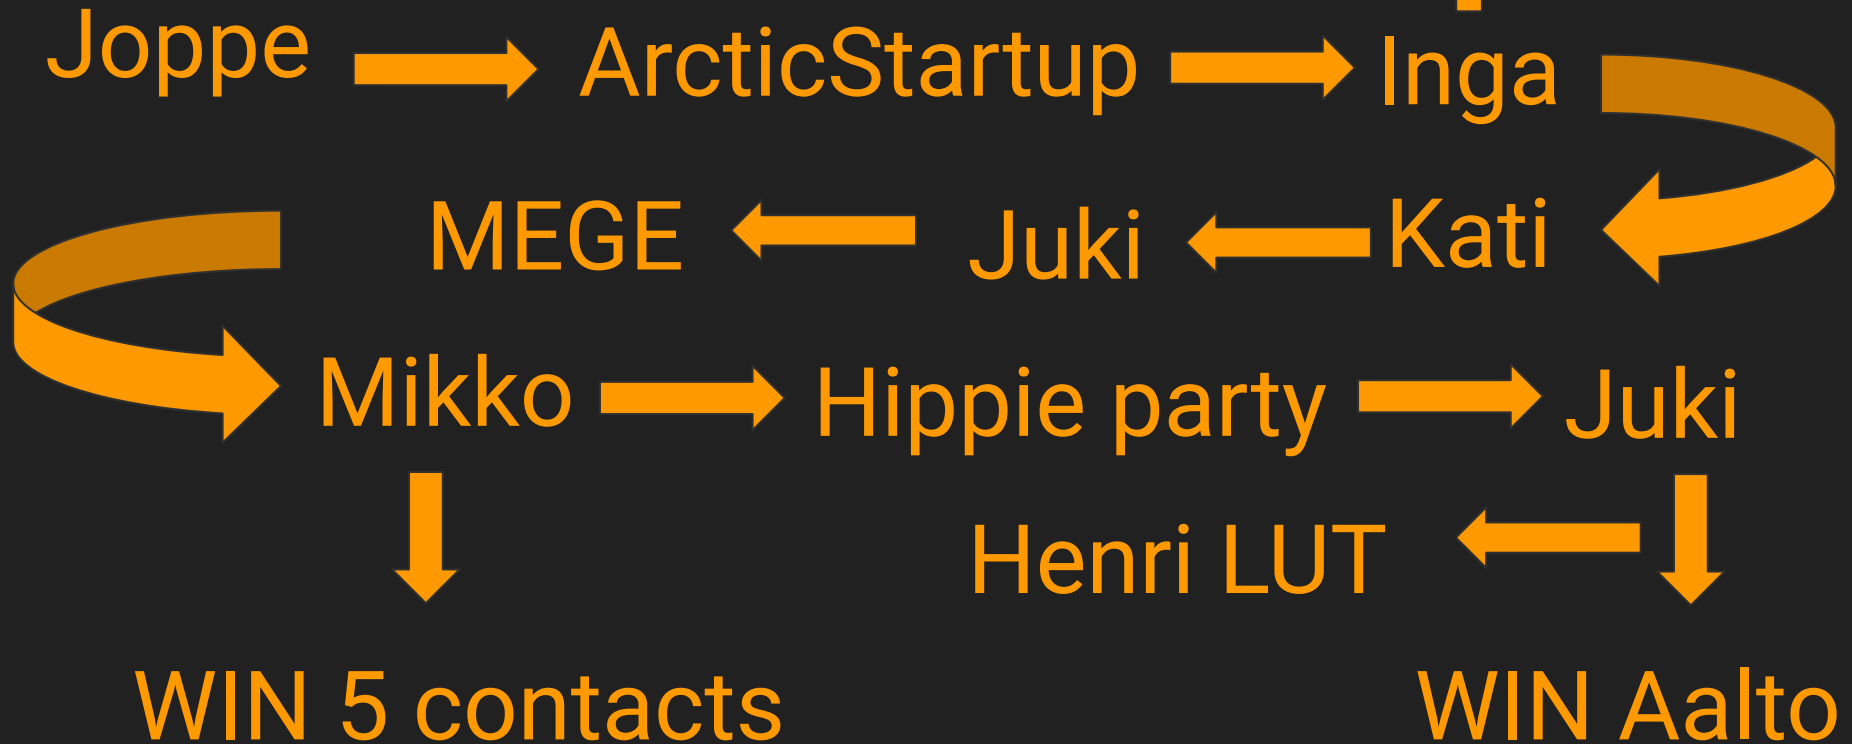 Joppe ArcticStartup Inga
MEGE Juki Kati
Mikko Hippie party Juki
Henri LUT
WIN 5 contacts WIN Aalto